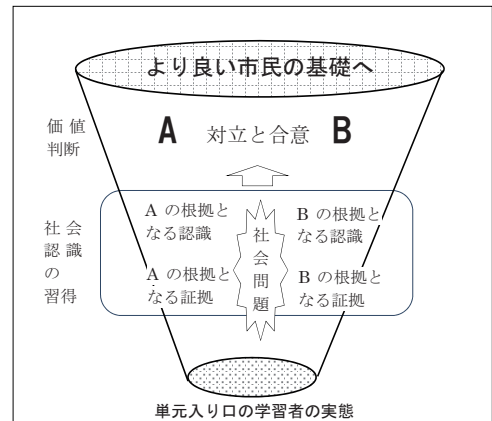 より良い市民の基礎へ
価値
判断
A 対立と合意 B
社会
認識
の
習得
A の根拠と
なる認識
A の根拠と
なる証拠
社
会
問
題
B の根拠と
なる認識
B の根拠と
なる証拠
単元入り口の学習者の実態